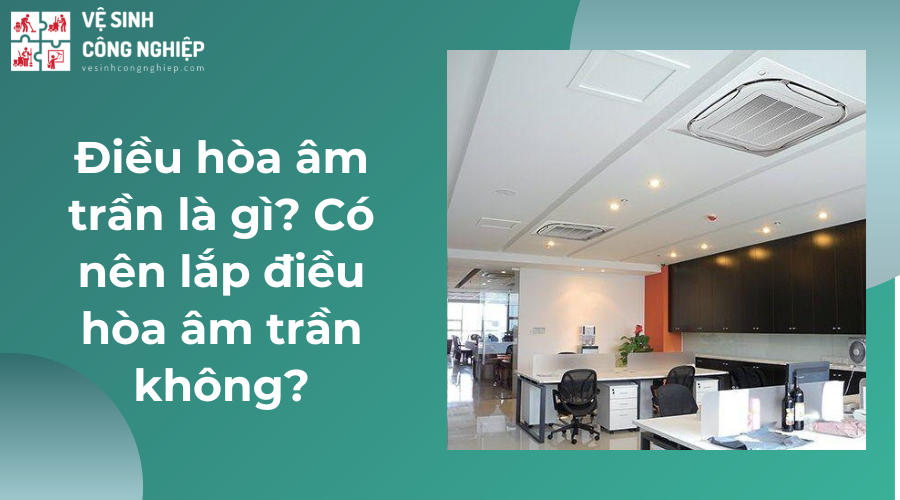 VỆ SINH
CÔNG NGHIỆP
vesinhcongnghiep.com
Điều hòa âm
trần là gì? Có
nên lắp điều
hòa âm trần
không?